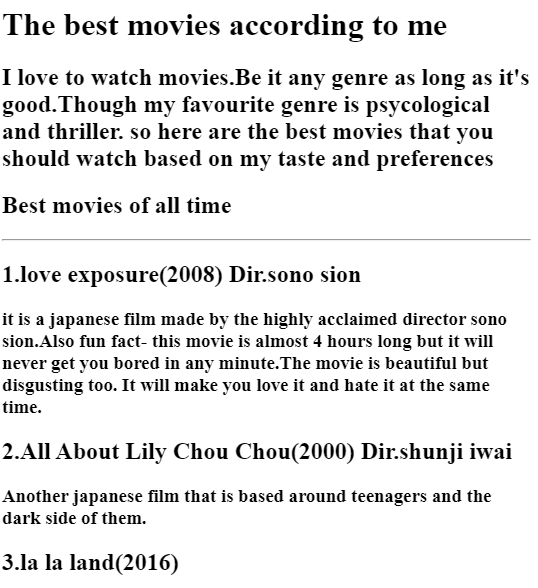 The best movies according to me
I love to watch movies.Be it any genre as long as it's
good.Though my favourite genre is psycological
and thriller. so here are the best movies that you
should watch based on my taste and preferences
Best movies of all time
1.love exposure(2008) Dir.sono sion
it is a japanese film made by the highly acclaimed director sono
sion.Also fun fact- this movie is almost 4 hours long but it will
never get you bored in any minute.The movie is beautiful but
disgusting too. It will make you love it and hate it at the same
time.
2.All About Lily Chou Chou(2000) Dir.shunji iwai
Another japanese film that is based around teenagers and the
dark side of them.
3.la la land(2016)